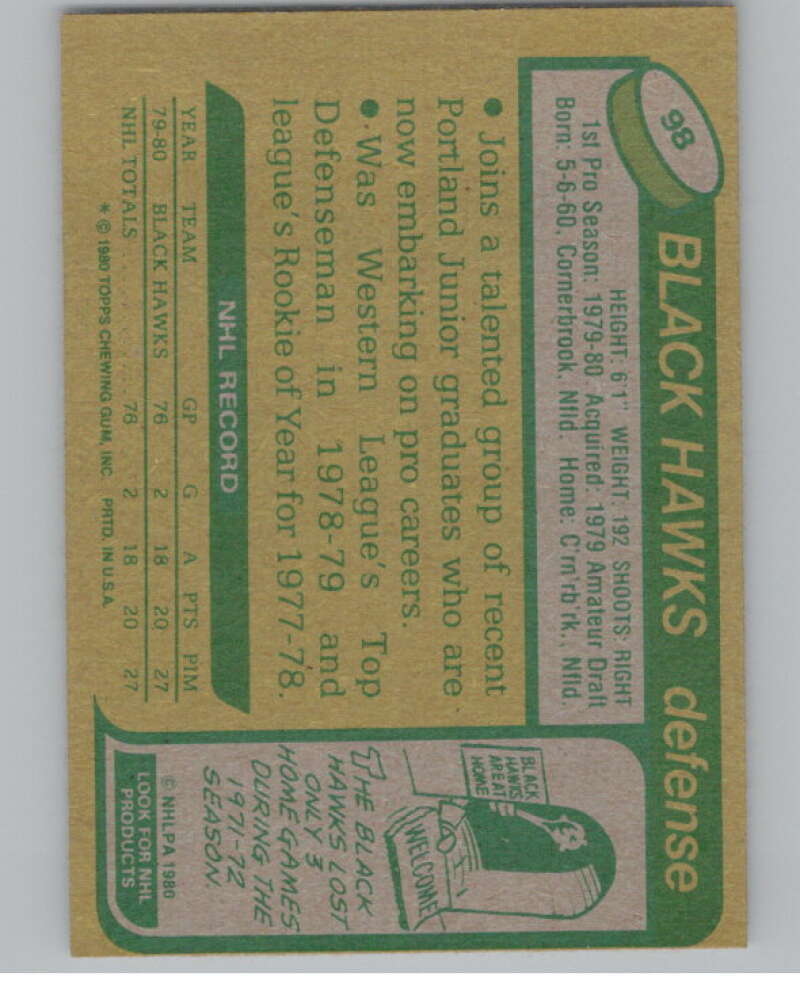 98
BLACK HAWKS defense
HEIGHT: 6'1" WEIGHT: 192 SHOOTS: RIGHT
1st Pro Season: 1979-80. Acquired: 1979 Amateur Draft
Born: 5-6-60, Cornerbrook, Nfld. Home: C'rn'rb'rk., Nfld.
● Joins a talented group of recent
Portland Junior graduates who are
now embarking on pro careers.
● Was Western League's Top
Defenseman in 1978-79 and
league's Rookie of Year for 1977-78.
NHL RECORD
YEAR TEAM GP G A PTS PIM
79-80 BLACK HAWKS 76 2 18 20 27
NHL TOTALS 76 2 18 20 27
* © 1980 TOPPS CHEWING GUM, INC. PRTD. IN U.S.A.
BLACK
HAWKS
ARE AT
HOME
WELCOME
THE BLACK
HAWKS LOST
ONLY 3
HOME GAMES
DURING THE
1971-72
SEASON.
© NHLPA 1980
LOOK FOR NHL
PRODUCTS